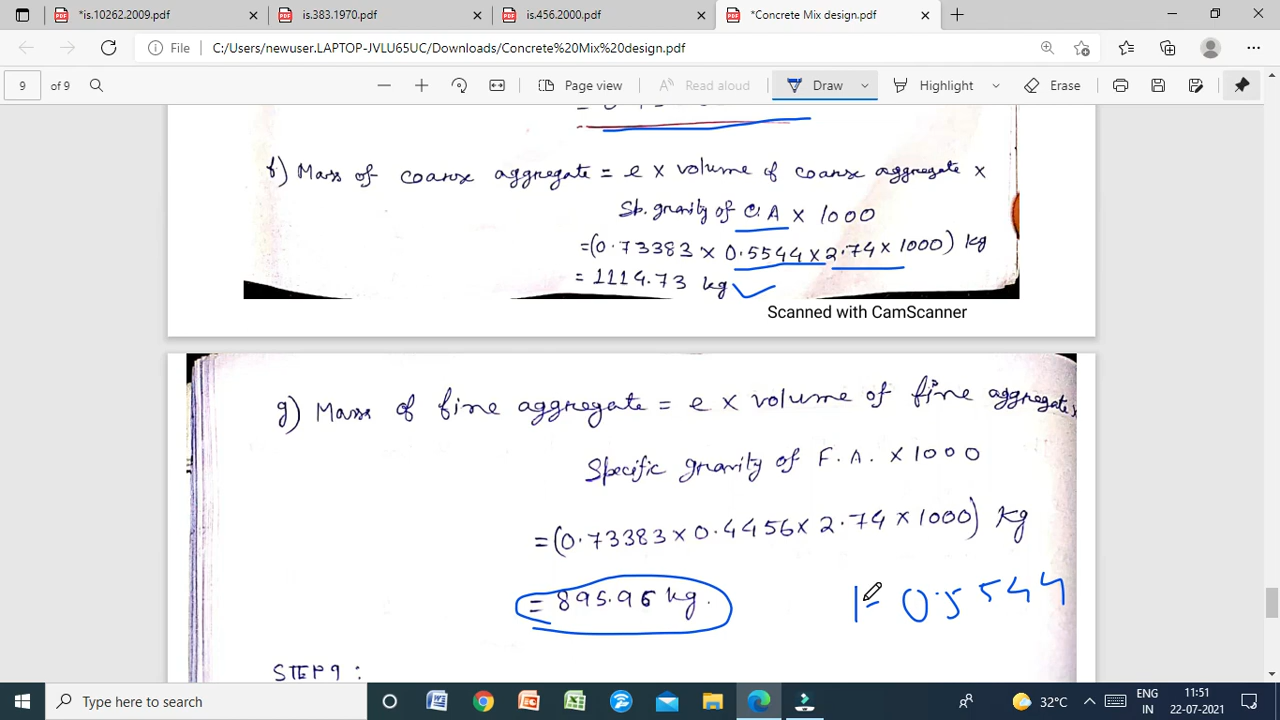 *is.10262.2009.pdf
is.383.1970.pdf
is.456.2000.pdf
*Concrete Mix design.pdf
File
C:/Users/newuser.LAPTOP-JVLU65UC/Downloads/Concrete%20Mix%20design.pdf
9 of 9
Page view
Read aloud
Draw
Highlight
Erase
f) Mass of coarse aggregate = e x volume of coarse aggregate x
Sp. gravity of C.A x 1000
=(0.73383 x 0.5544 x 2.74 x 1000) kg
= 1114.73 kg
Scanned with CamScanner
g) Mass of fine aggregate = e x volume of fine aggregate x
Specific gravity of F.A. x 1000
=(0.73383 x 0.4456 x 2.74 x 1000) kg
= 895.96 kg.
1- 0.5544
STEP 9 :
Type here to search
32°C
ENG
IN
11:51
22-07-2021